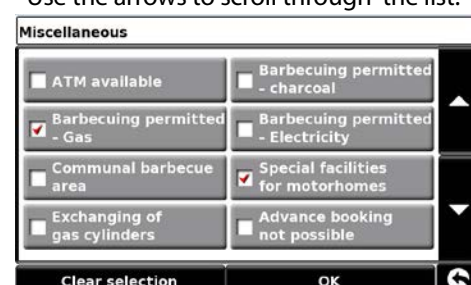 Use the arrows to scroll through the list.
Miscellaneous
ATM available
Barbecuing permitted
- charcoal
Barbecuing permitted
- Gas
Barbecuing permitted
- Electricity
Communal barbecue
area
Special facilities
for motorhomes
Exchanging of
gas cylinders
Advance booking
not possible
Clear selection
OK